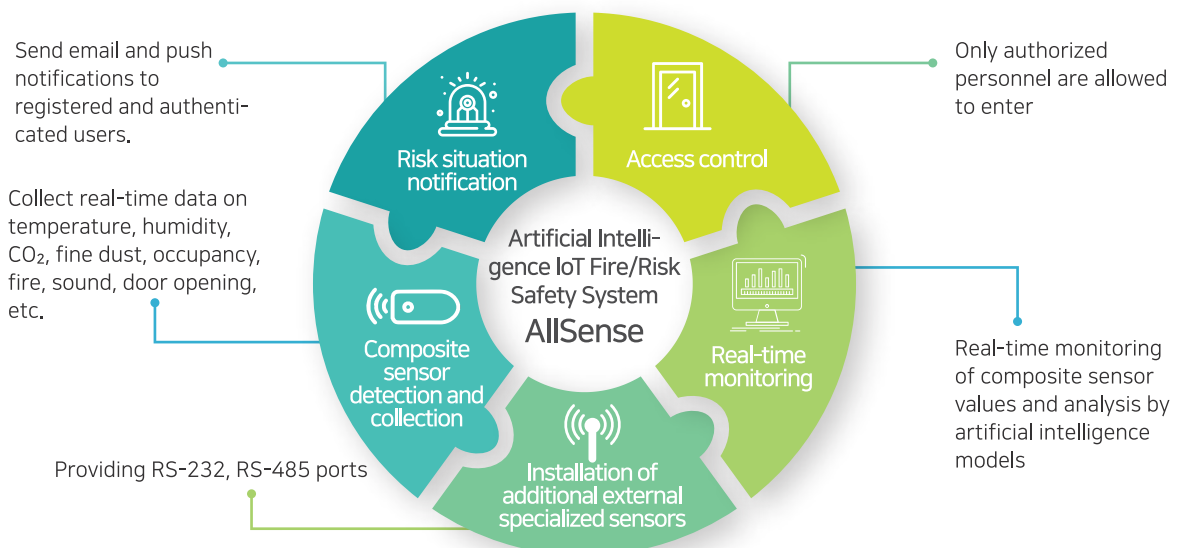 Send email and push
notifications to
registered and authenti-
cated users.
Risk situation
notification
Access control
Only authorized
personnel are allowed
to enter
Collect real-time data on
temperature, humidity,
CO₂, fine dust, occupancy,
fire, sound, door opening,
etc.
Artificial Intelli-
gence IoT Fire/Risk
Safety System
AllSense
Composite
sensor
detection and
collection
Real-time
monitoring
Real-time monitoring
of composite sensor
values and analysis by
artificial intelligence
models
Providing RS-232, RS-485 ports
Installation of
additional external
specialized sensors